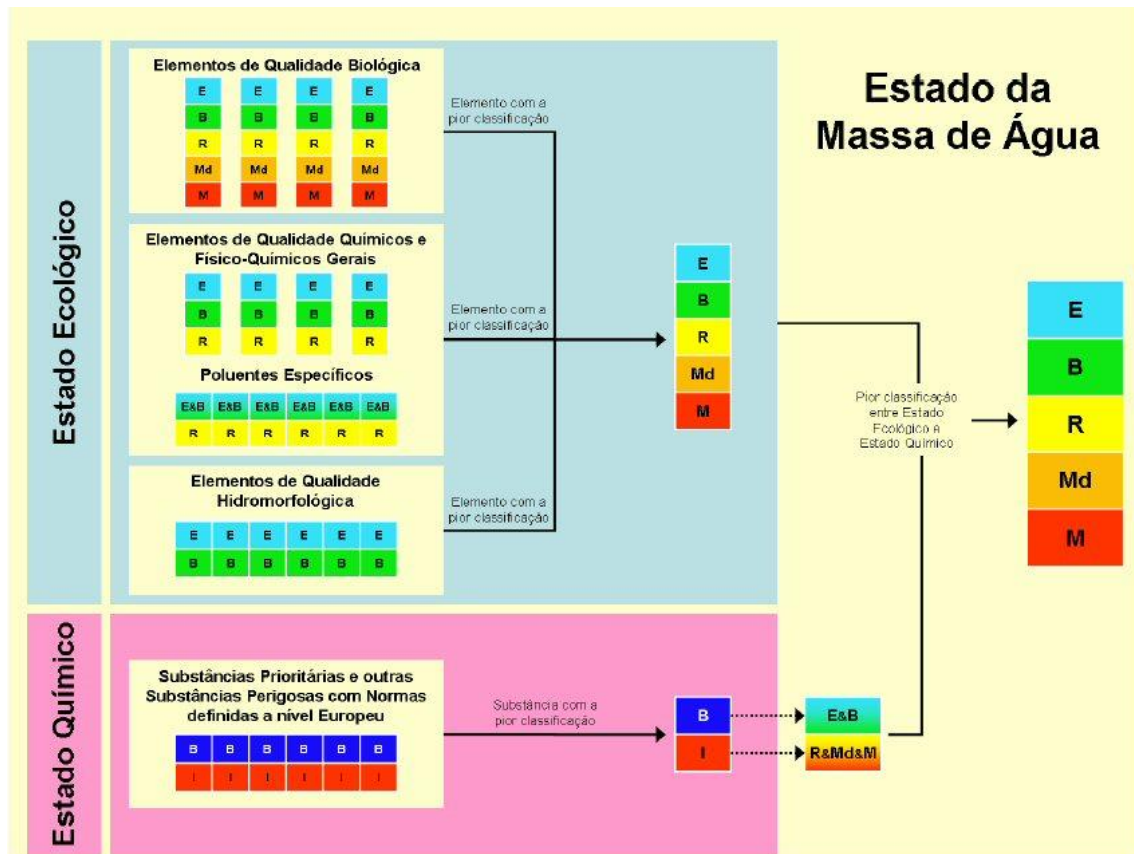 Estado da
Massa de Água
Estado Ecológico
Elementos de Qualidade Biológica
E E E E
B B B B
R R R R
Md Md Md Md
M M M M
Elemento com a
pior classificação
Elementos de Qualidade Químicos e
Físico-Químicos Gerais
E E E E
B B B B
R R R R
Elemento com a
pior classificação
Poluentes Específicos
E&B E&B E&B E&B E&B E&B
R R R R R R
Elementos de Qualidade
Hidromorfológica
E E E E E E
B B B B B B
Elemento com a
pior classificação
E
B
R
Md
M
Pior classificação
entre Estado
Ecológico e
Estado Químico
E
B
R
Md
M
Estado Químico
Substâncias Prioritárias e outras
Substâncias Perigosas com Normas
definidas a nível Europeu
B B B B B B
I I I I I I
Substância com a
pior classificação
B
I
E&B
R&Md&M